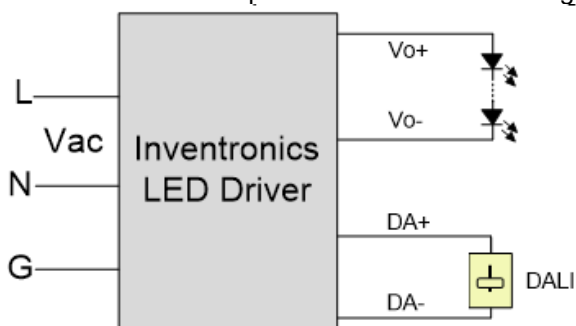 L
Vac
N
G
Inventronics
LED Driver
Vo+
Vo-
DA+
DA-
DALI